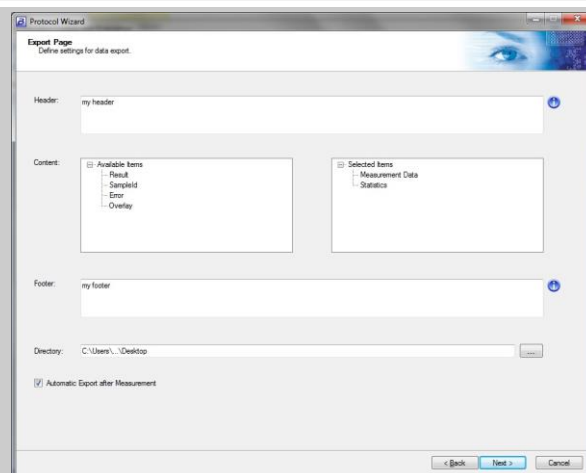 Protocol Wizard
Export Page
Define settings for data export.
Header:
my header
Content:
Available Items
Result
SampleId
Error
Overlay
Selected Items
Measurement Data
Statistics
Footer:
my footer
Directory:
C:\Users\...\Desktop
...
Automatic Export after Measurement
< Back
Next >
Cancel